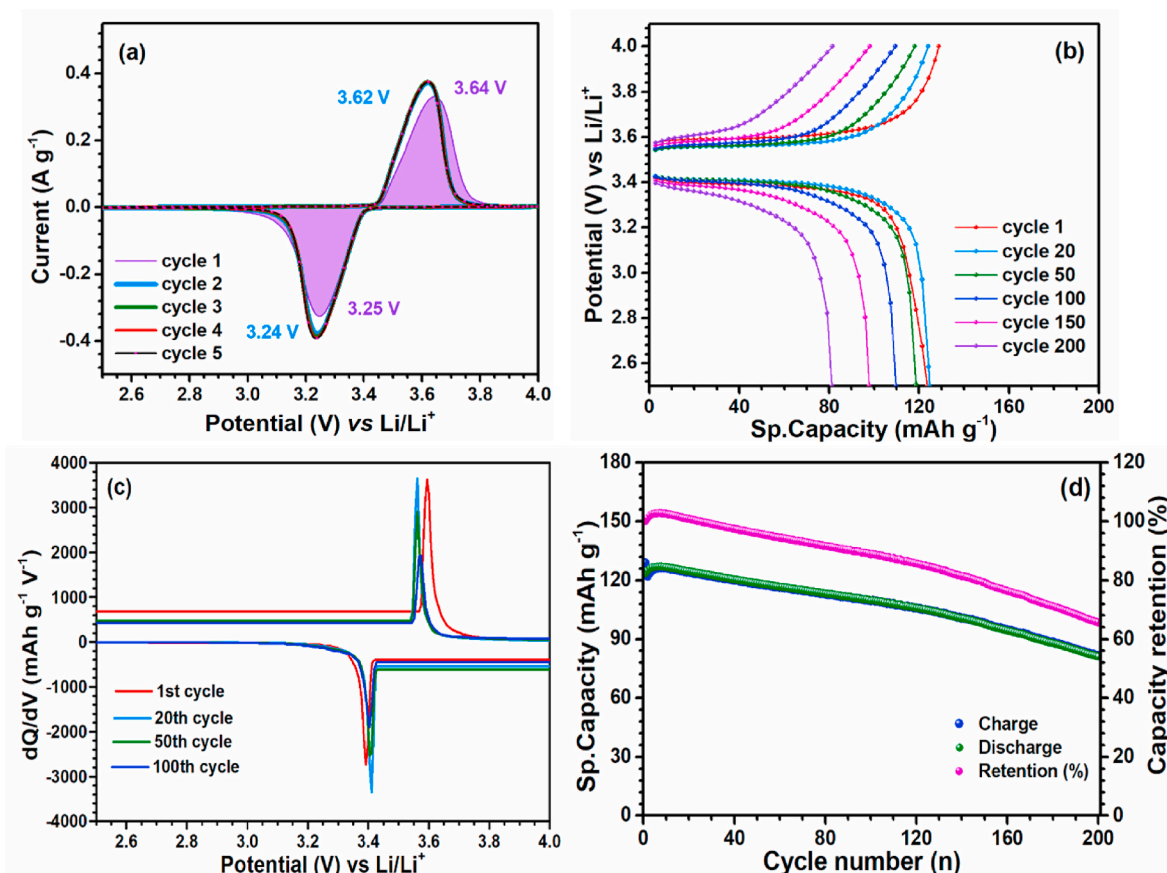 (a)
0.4
0.2
0.0
-0.2
-0.4
Current (A g⁻¹)
3.62 V
3.64 V
3.24 V
3.25 V
cycle 1
cycle 2
cycle 3
cycle 4
cycle 5
2.6 2.8 3.0 3.2 3.4 3.6 3.8 4.0
Potential (V) vs Li/Li⁺
(b)
4.0
3.8
3.6
3.4
3.2
3.0
2.8
2.6
Potential (V) vs Li/Li⁺
cycle 1
cycle 20
cycle 50
cycle 100
cycle 150
cycle 200
0 40 80 120 160 200
Sp.Capacity (mAh g⁻¹)
(c)
4000
3000
2000
1000
0
-1000
-2000
-3000
-4000
dQ/dV (mAh g⁻¹ V⁻¹)
1st cycle
20th cycle
50th cycle
100th cycle
2.6 2.8 3.0 3.2 3.4 3.6 3.8 4.0
Potential (V) vs Li/Li⁺
(d)
180
150
120
90
60
30
0
Sp.Capacity (mAh g⁻¹)
120
100
80
60
40
20
0
Capacity retention (%)
Charge
Discharge
Retention (%)
0 40 80 120 160 200
Cycle number (n)